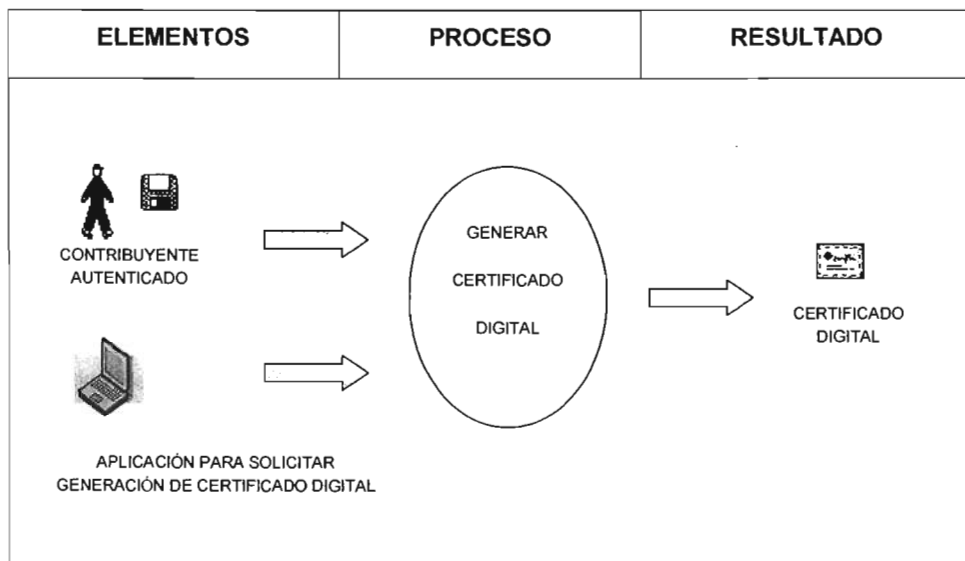 ELEMENTOS PROCESO RESULTADO
CONTRIBUYENTE
AUTENTICADO
APLICACIÓN PARA SOLICITAR
GENERACIÓN DE CERTIFICADO DIGITAL
GENERAR
CERTIFICADO
DIGITAL
CERTIFICADO
DIGITAL